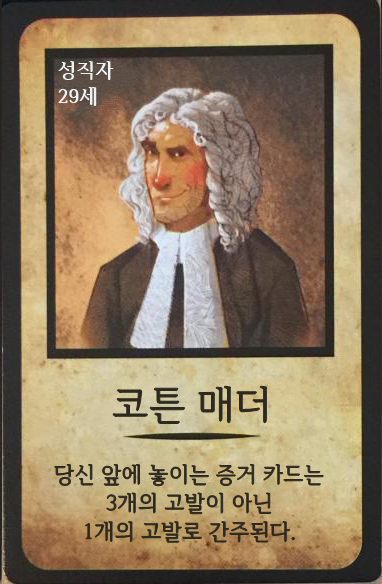 성직자
29세
코튼 매더
당신 앞에 놓이는 증거 카드는
3개의 고발이 아닌
1개의 고발로 간주된다.